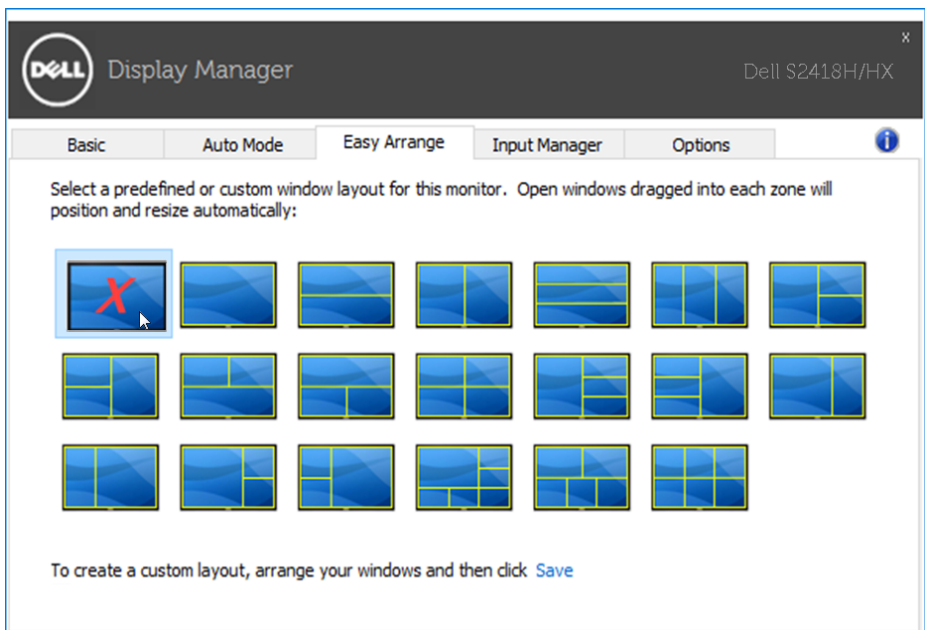 x
DELL Display Manager
Dell S2418H/HX
Basic Auto Mode Easy Arrange Input Manager Options i
Select a predefined or custom window layout for this monitor. Open windows dragged into each zone will
position and resize automatically:
X
To create a custom layout, arrange your windows and then click Save